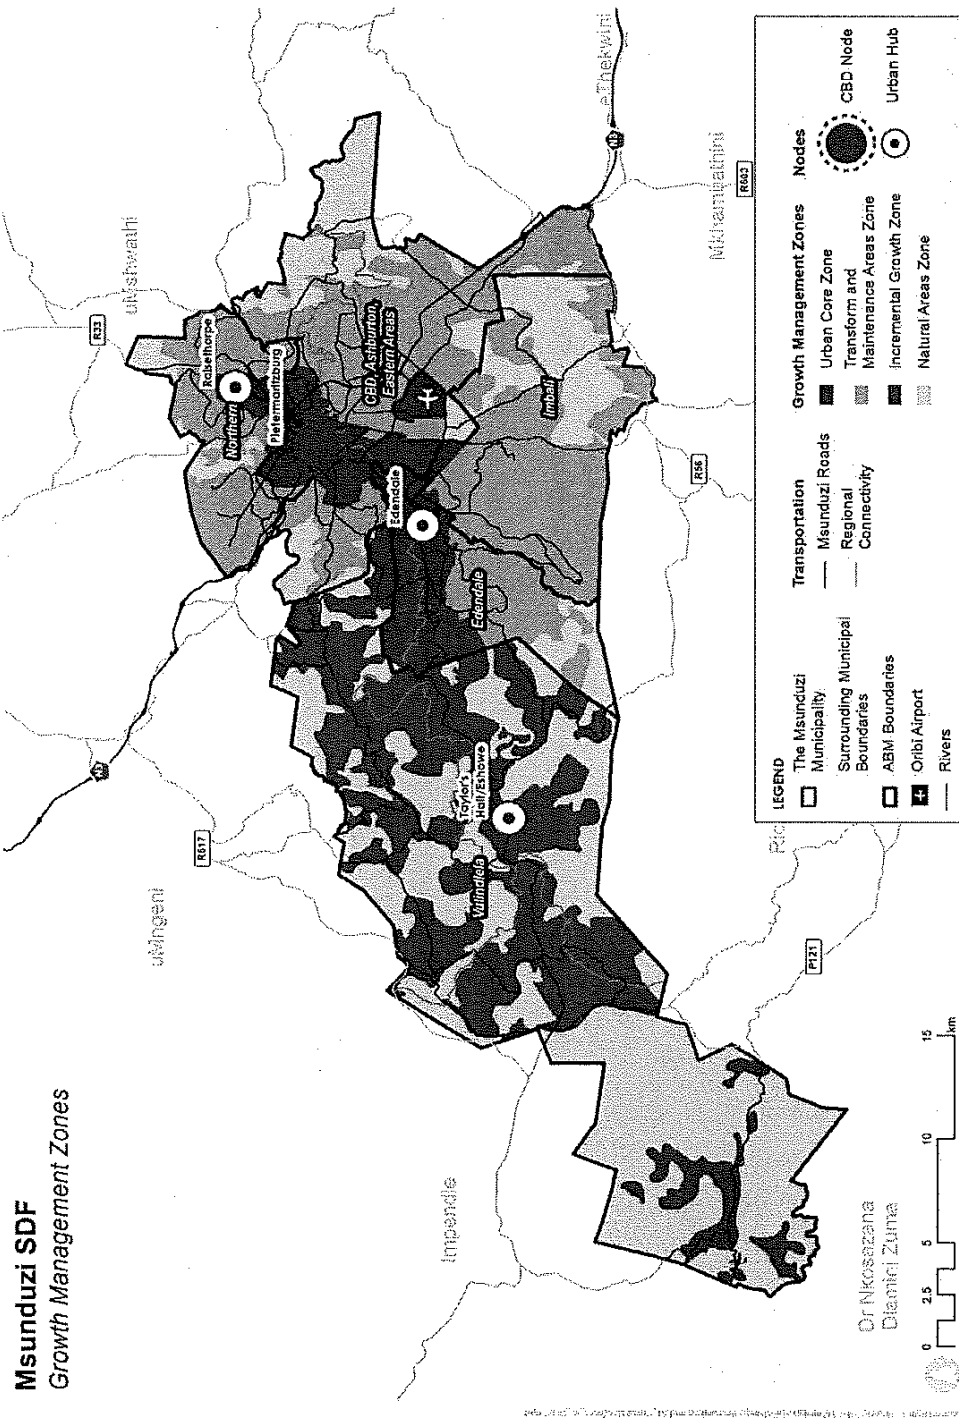 Msunduzi SDF
Growth Management Zones
uMshwathi
R33
Raisethorpe
Northern
Pietermaritzburg
CBD, Ashburton,
Eastern Areas
eThekwini
Mkhambathini
R603
Imbali
Edendale
Edendale
R56
R617
uMngeni
Taylor's
Halt/Eshowe
Vulindlela
Ric
P121
Impendle
Dr Nkosazana
Dlamini Zuma
0 2.5 5 10 15
km
LEGEND
The Msunduzi
Municipality
Surrounding Municipal
Boundaries
ABM Boundaries
Oribi Airport
Rivers
Transportation
Msunduzi Roads
Regional
Connectivity
Growth Management Zones
Urban Core Zone
Transform and
Maintenance Areas Zone
Incremental Growth Zone
Natural Areas Zone
Nodes
CBD Node
Urban Hub